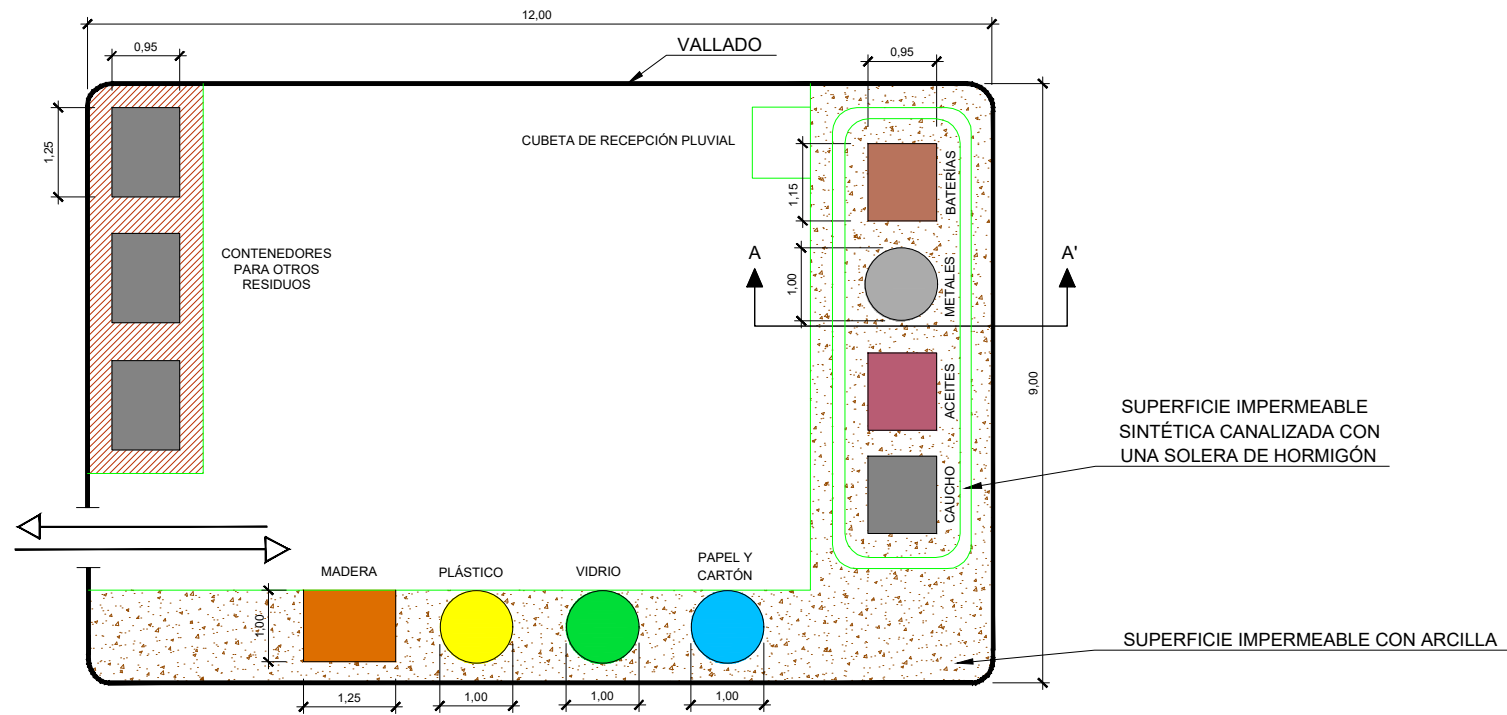 12,00
VALLADO
0,95
0,95
1,25
CUBETA DE RECEPCIÓN PLUVIAL
1,15
BATERÍAS
CONTENEDORES
PARA OTROS
RESIDUOS
A
A'
1,00
METALES
9,00
ACEITES
SUPERFICIE IMPERMEABLE
SINTÉTICA CANALIZADA CON
UNA SOLERA DE HORMIGÓN
CAUCHO
MADERA
PLÁSTICO
VIDRIO
PAPEL Y
CARTÓN
1,00
SUPERFICIE IMPERMEABLE CON ARCILLA
1,25
1,00
1,00
1,00